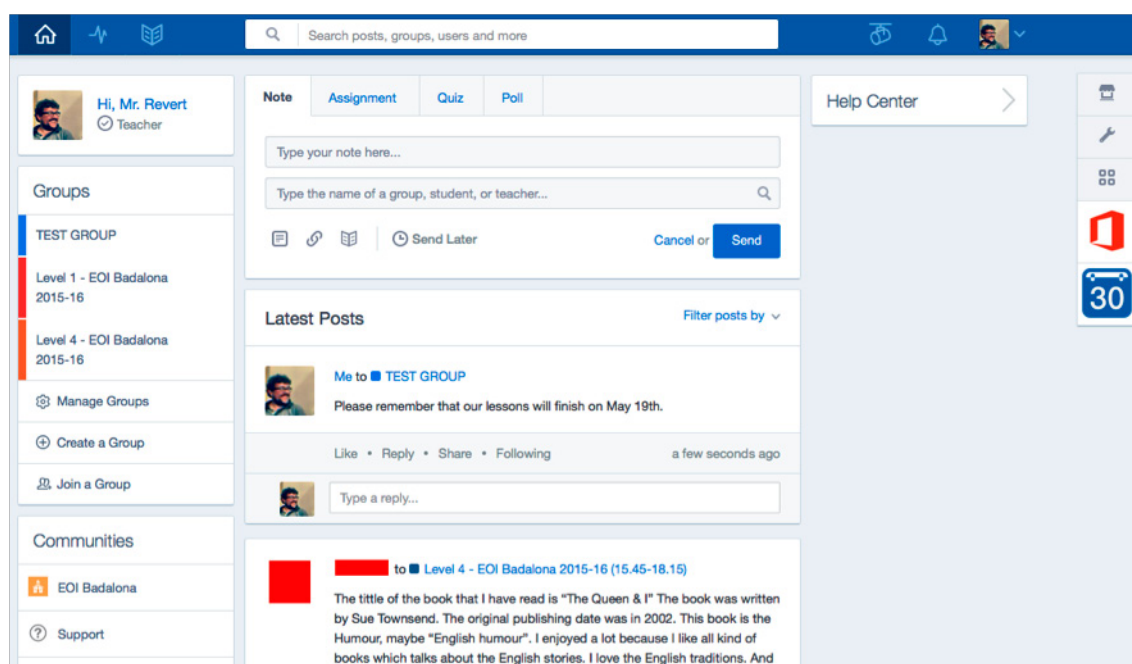 Search posts, groups, users and more
Hi, Mr. Revert
Teacher
Groups
TEST GROUP
Level 1 - EOI Badalona
2015-16
Level 4 - EOI Badalona
2015-16
Manage Groups
Create a Group
Join a Group
Communities
EOI Badalona
Support
Note Assignment Quiz Poll
Type your note here...
Type the name of a group, student, or teacher...
Send Later Cancel or Send
Latest Posts Filter posts by
Me to TEST GROUP
Please remember that our lessons will finish on May 19th.
Like • Reply • Share • Following a few seconds ago
Type a reply...
to Level 4 - EOI Badalona 2015-16 (15.45-18.15)
The tittle of the book that I have read is “The Queen & I” The book was written
by Sue Townsend. The original publishing date was in 2002. This book is the
Humour, maybe “English humour”. I enjoyed a lot because I like all kind of
books which talks about the English stories. I love the English traditions. And
Help Center
30